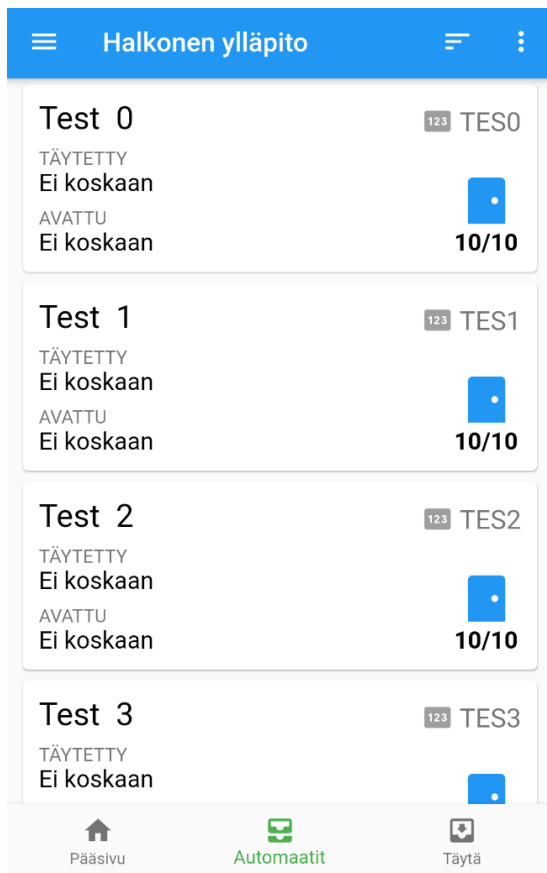 Halkonen ylläpito
Test 0
123 TES0
TÄYTETTY
Ei koskaan
AVATTU
Ei koskaan
10/10
Test 1
123 TES1
TÄYTETTY
Ei koskaan
AVATTU
Ei koskaan
10/10
Test 2
123 TES2
TÄYTETTY
Ei koskaan
AVATTU
Ei koskaan
10/10
Test 3
123 TES3
TÄYTETTY
Ei koskaan
Pääsivu
Automaatit
Täytä